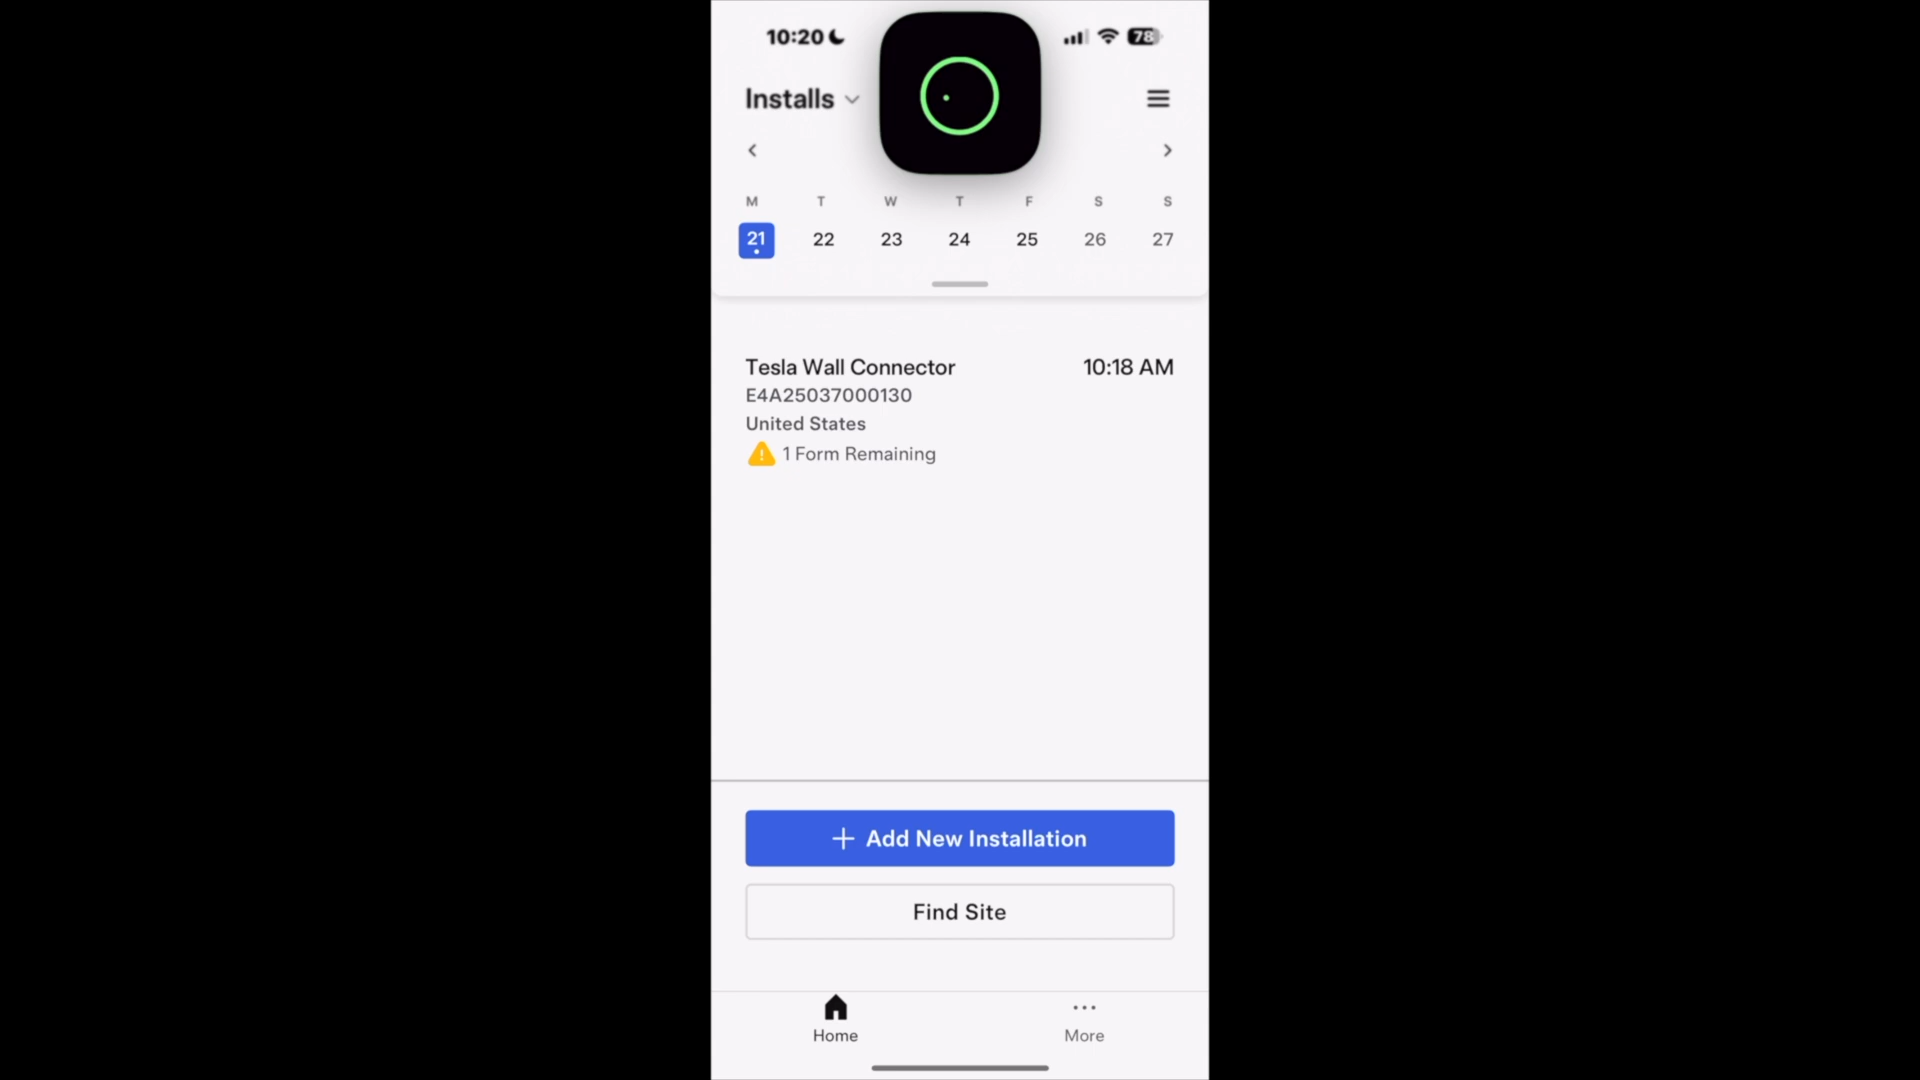 10:20
78
Installs
M T W T F S S
21 22 23 24 25 26 27
Tesla Wall Connector 10:18 AM
E4A25037000130
United States
1 Form Remaining
+ Add New Installation
Find Site
Home More